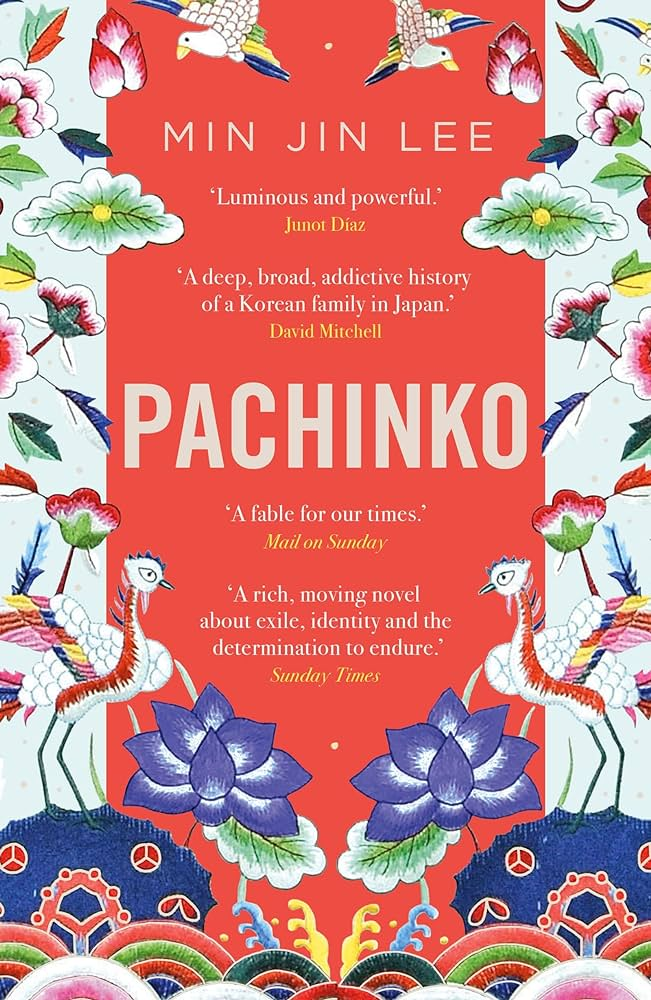 MIN JIN LEE
‘Luminous and powerful.’
Junot Díaz
‘A deep, broad, addictive history
of a Korean family in Japan.’
David Mitchell
PACHINKO
‘A fable for our times.’
Mail on Sunday
‘A rich, moving novel
about exile, identity and the
determination to endure.’
Sunday Times